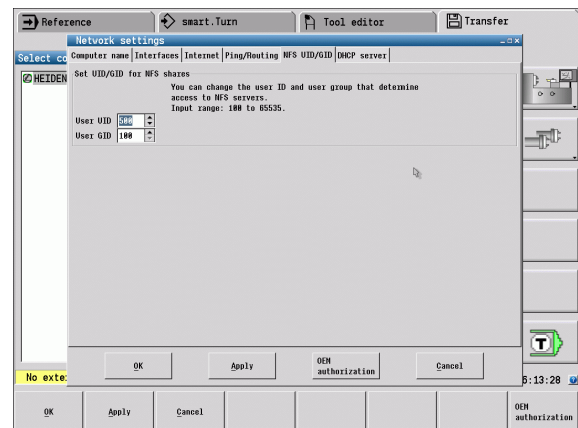 Reference
smart.Turn
Tool editor
Transfer
Network settings
Select co
Computer name Interfaces Internet Ping/Routing NFS UID/GID DHCP server
HEIDEN
Set UID/GID for NFS shares
You can change the user ID and user group that determine
access to NFS servers.
Input range: 100 to 65535.
User UID 500
User GID 100
T
OK
Apply
OEM
authorization
Cancel
No exte
5:13:28
OK
Apply
Cancel
OEM
authorization